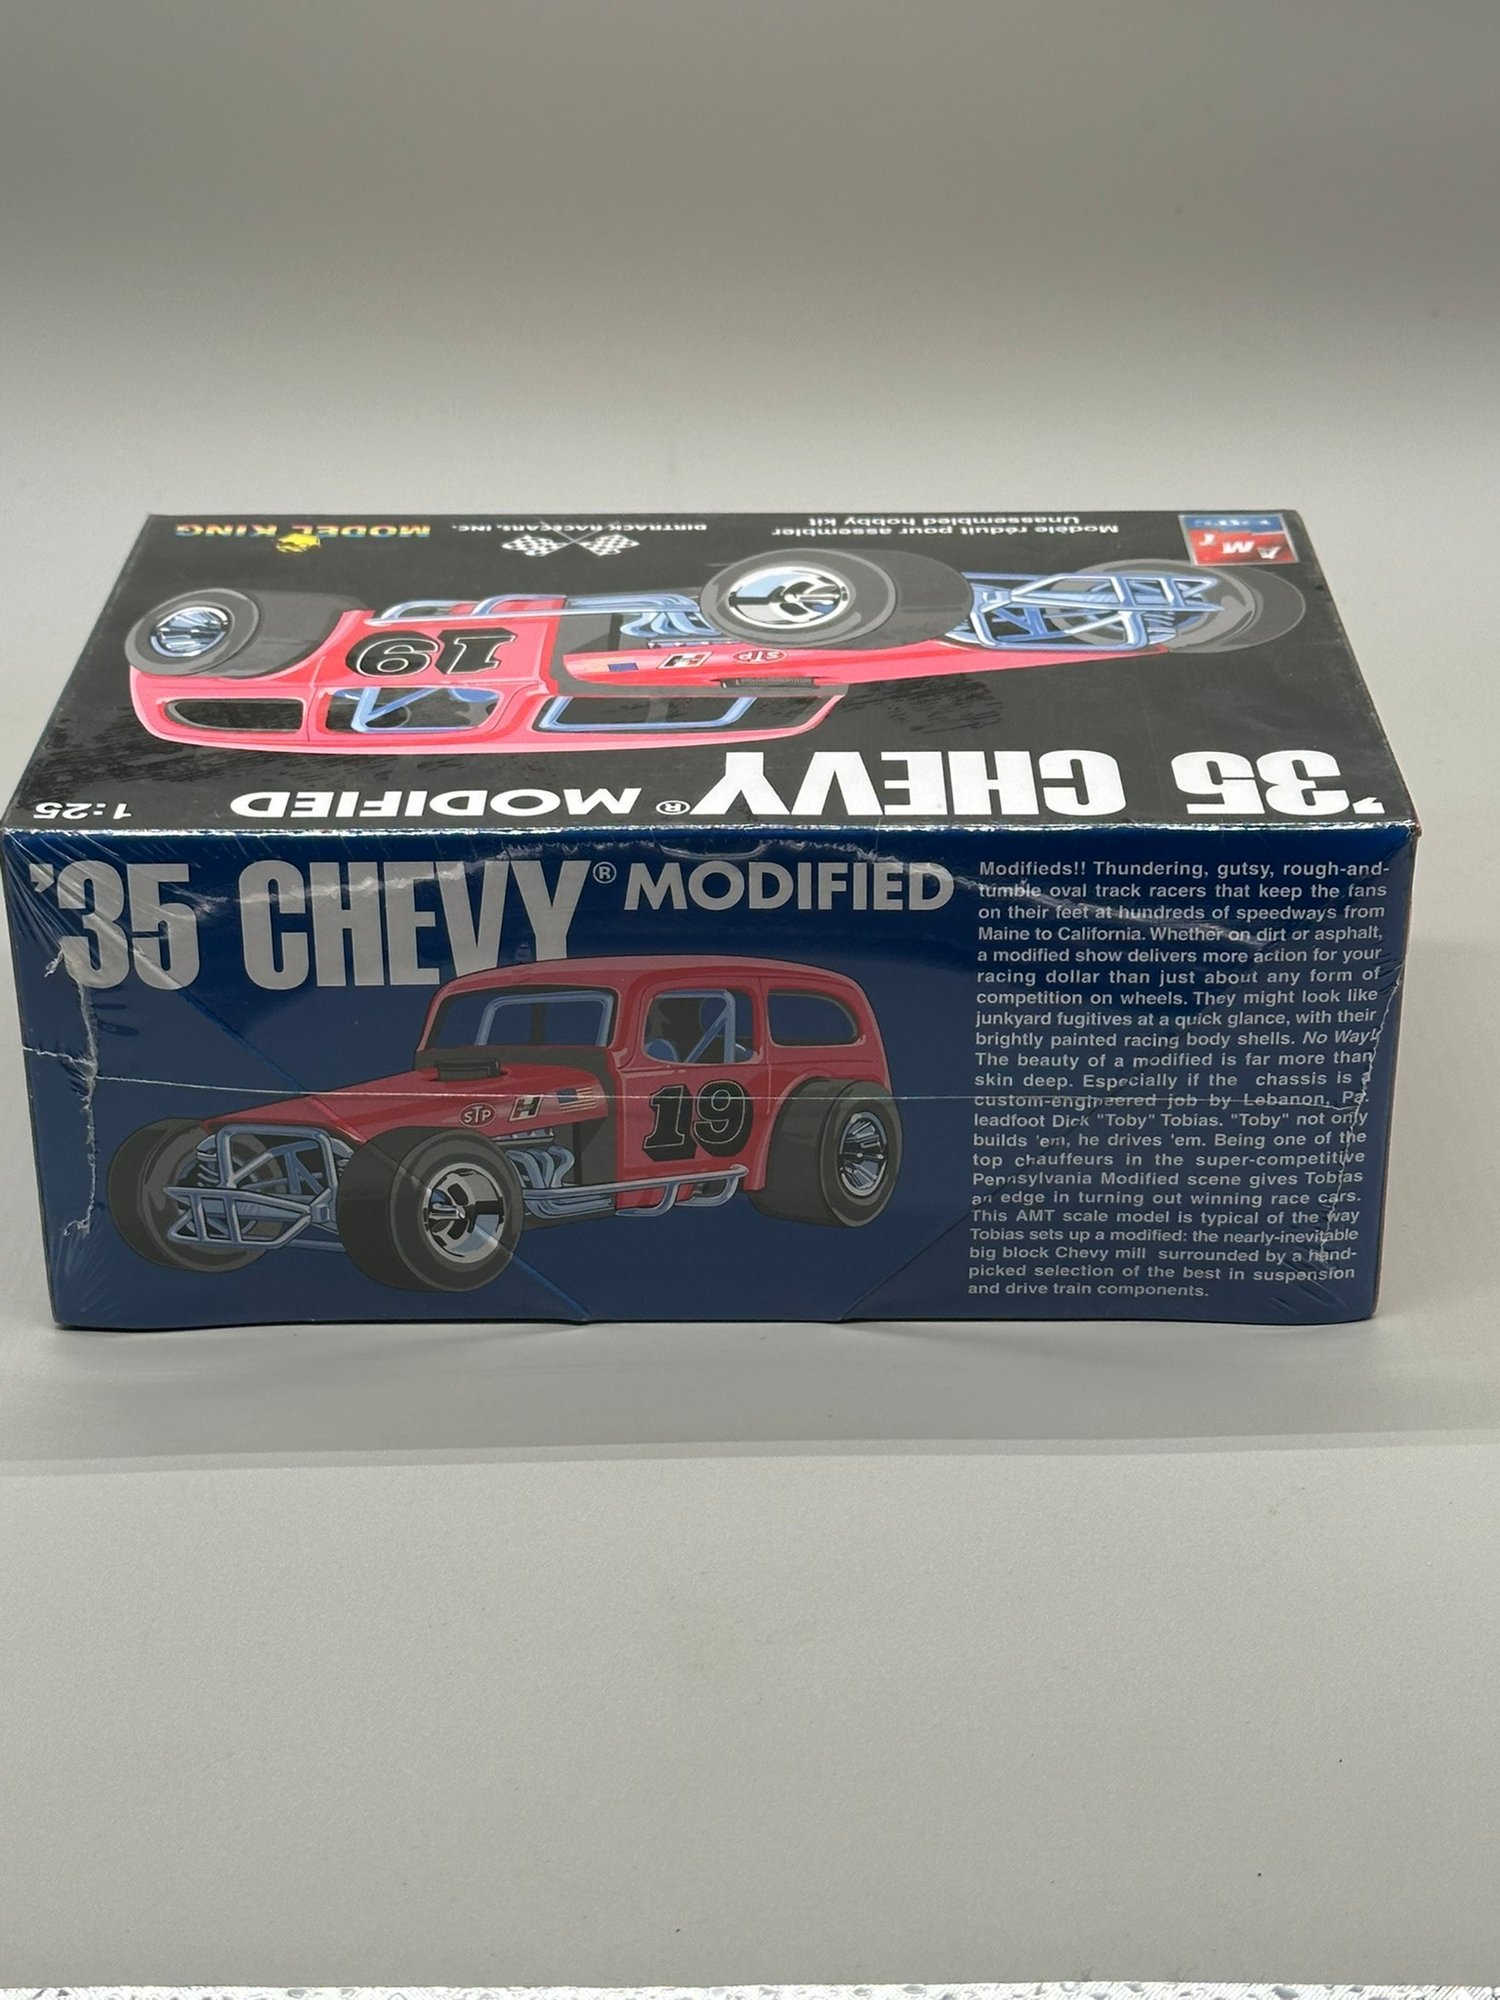 MODEL KING
DIRTRACK RACECARS, INC.
Modèle réduit pour assembler
Unassembled hobby kit
AMT
19
H
STP
'35 CHEVY® MODIFIED
1:25
'35 CHEVY® MODIFIED
STP
H
19
Modifieds!! Thundering, gutsy, rough-and-
tumble oval track racers that keep the fans
on their feet at hundreds of speedways from
Maine to California. Whether on dirt or asphalt,
a modified show delivers more action for your
racing dollar than just about any form of
competition on wheels. They might look like
junkyard fugitives at a quick glance, with their
brightly painted racing body shells. No Way!
The beauty of a modified is far more than
skin deep. Especially if the chassis is a
custom-engineered job by Lebanon, Pa.
leadfoot Dick "Toby" Tobias. "Toby" not only
builds 'em, he drives 'em. Being one of the
top chauffeurs in the super-competitive
Pennsylvania Modified scene gives Tobias
an edge in turning out winning race cars.
This AMT scale model is typical of the way
Tobias sets up a modified: the nearly-inevitable
big block Chevy mill surrounded by a hand-
picked selection of the best in suspension
and drive train components.